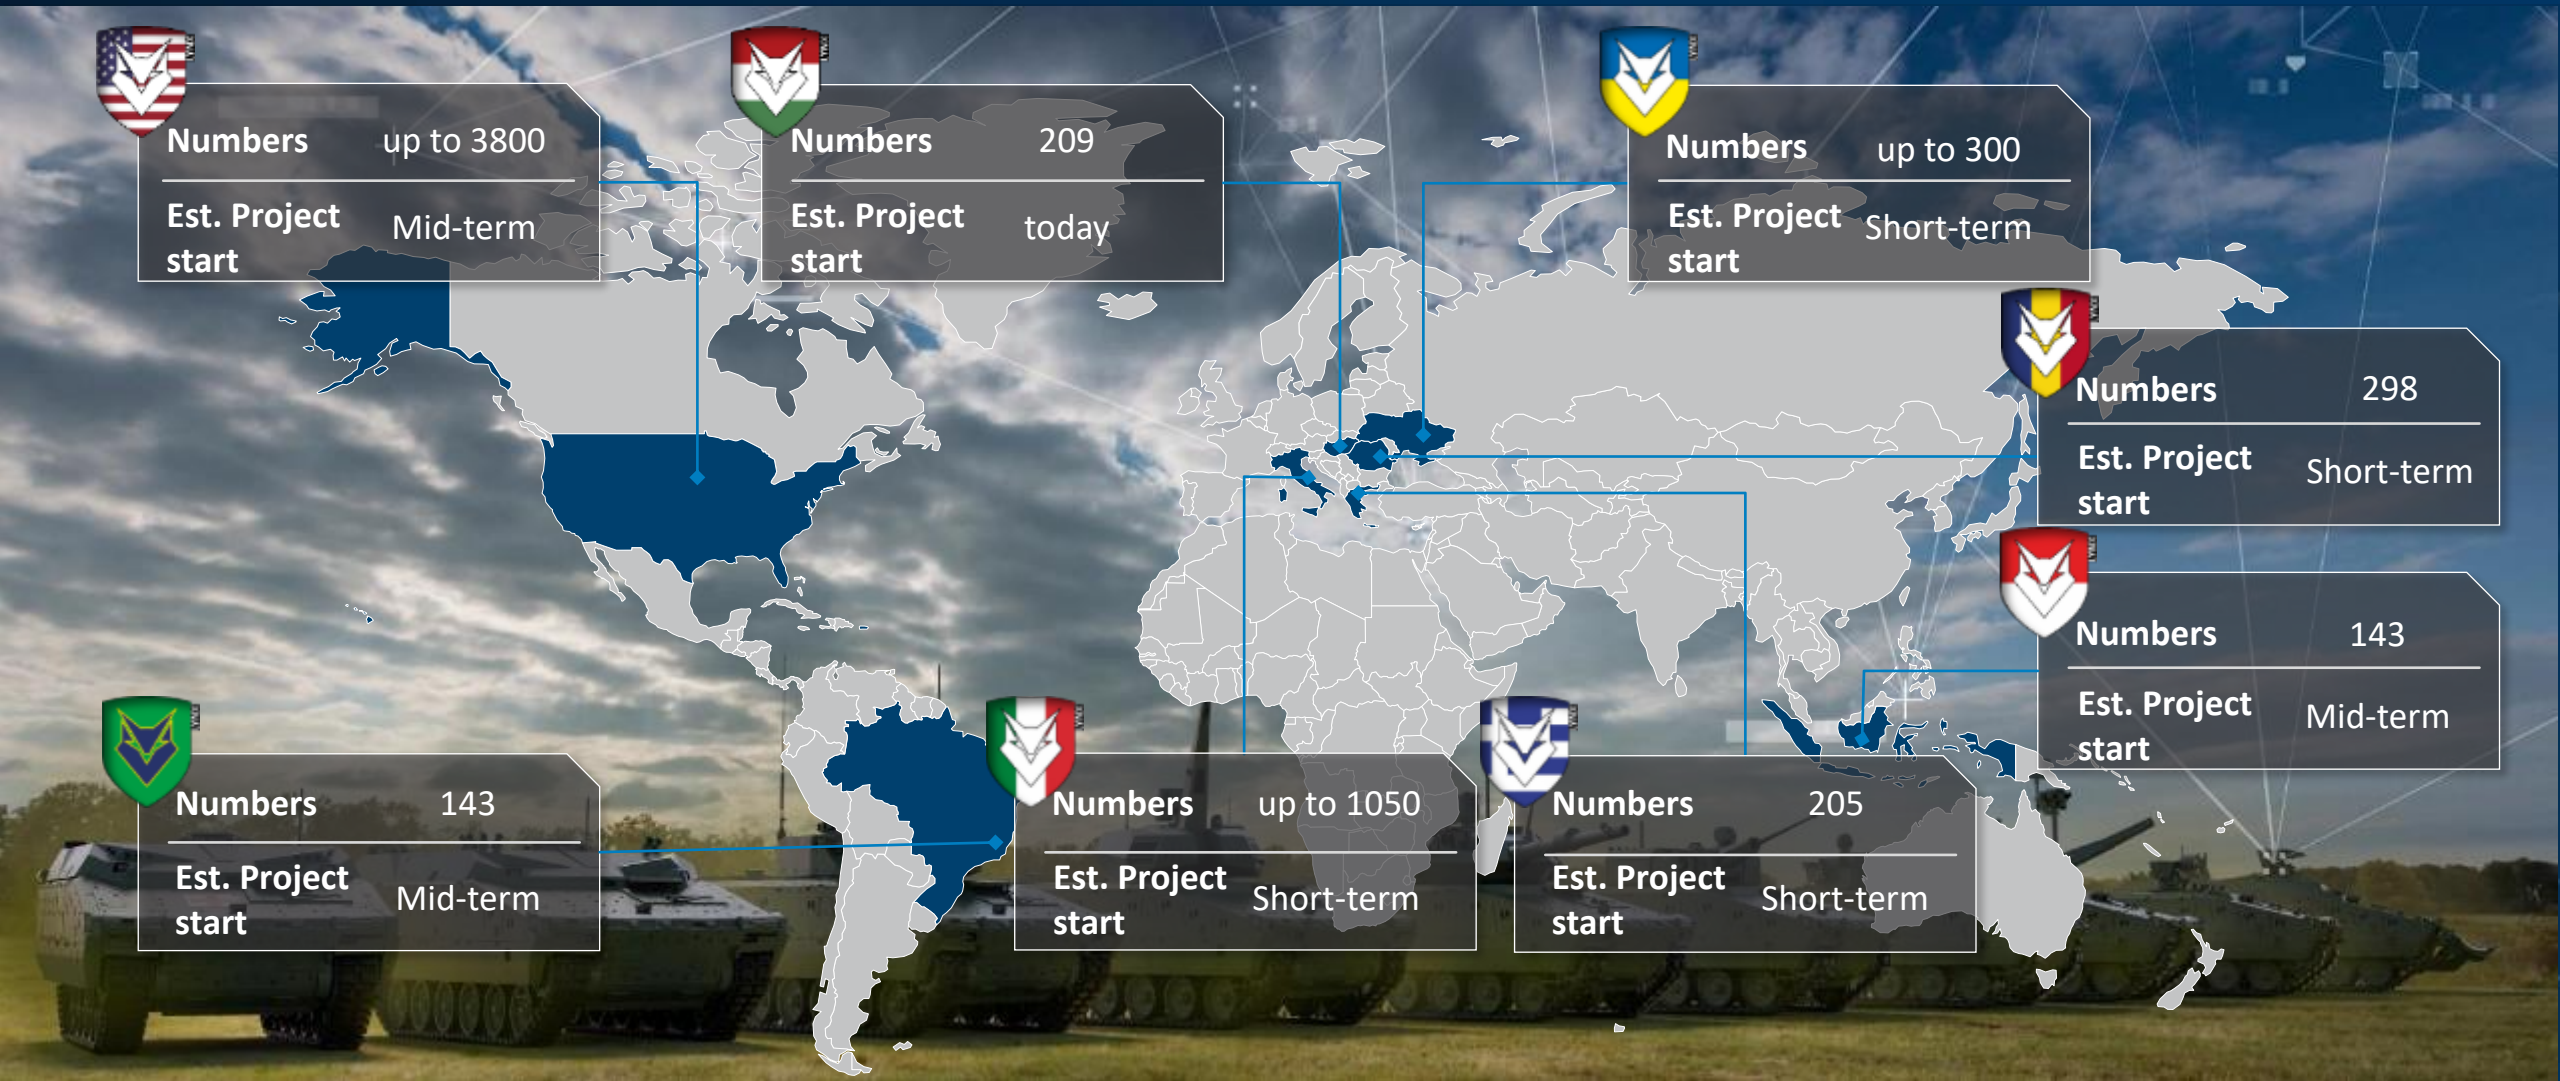 Numbers up to 3800
Est. Project start Mid-term
Numbers 209
Est. Project start today
Numbers up to 300
Est. Project start Short-term
Numbers 298
Est. Project start Short-term
Numbers 143
Est. Project start Mid-term
Numbers 143
Est. Project start Mid-term
Numbers up to 1050
Est. Project start Short-term
Numbers 205
Est. Project start Short-term